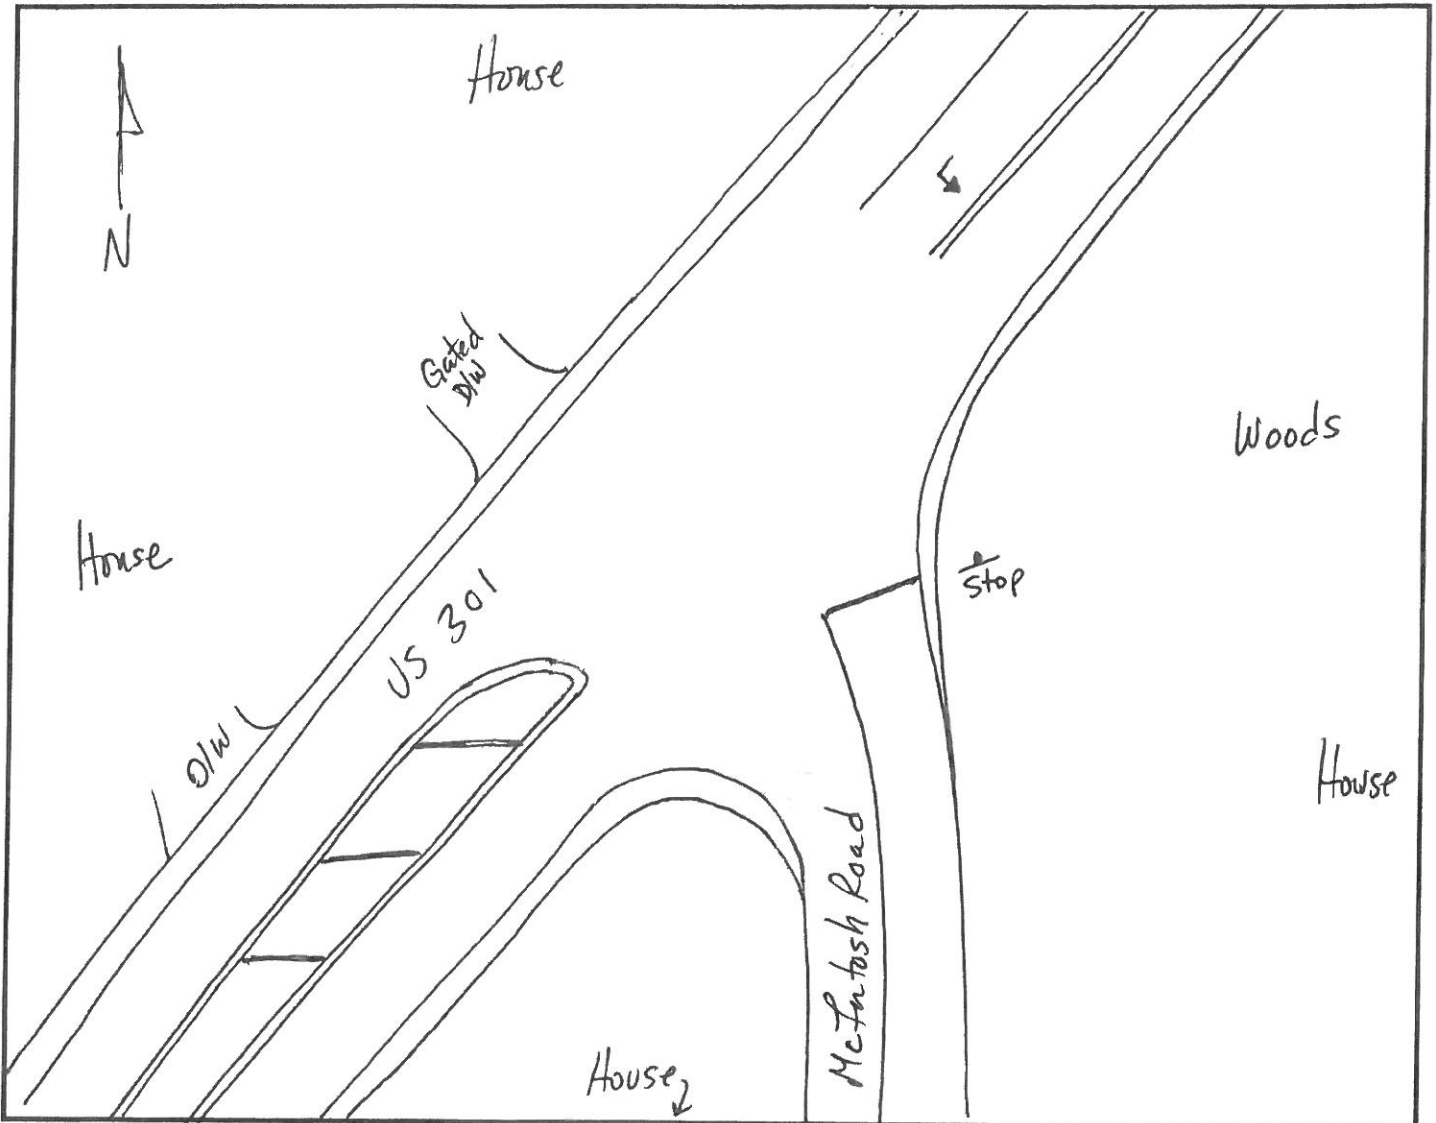 House
N
Gated
D/W
Woods
House
Stop
US 301
D/W
House
McIntosh Road
House